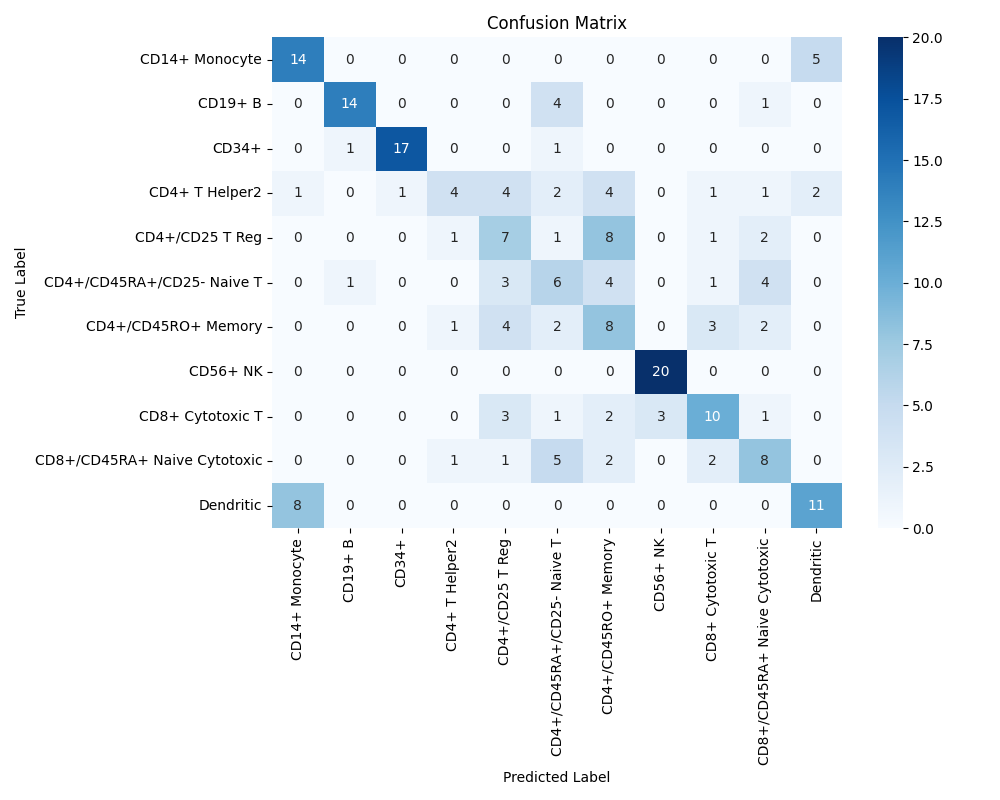 Confusion Matrix
True Label
CD14+ Monocyte 14 0 0 0 0 0 0 0 0 0 5
CD19+ B 0 14 0 0 0 4 0 0 0 1 0
CD34+ 0 1 17 0 0 1 0 0 0 0 0
CD4+ T Helper2 1 0 1 4 4 2 4 0 1 1 2
CD4+/CD25 T Reg 0 0 0 1 7 1 8 0 1 2 0
CD4+/CD45RA+/CD25- Naive T 0 1 0 0 3 6 4 0 1 4 0
CD4+/CD45RO+ Memory 0 0 0 1 4 2 8 0 3 2 0
CD56+ NK 0 0 0 0 0 0 0 20 0 0 0
CD8+ Cytotoxic T 0 0 0 0 3 1 2 3 10 1 0
CD8+/CD45RA+ Naive Cytotoxic 0 0 0 1 1 5 2 0 2 8 0
Dendritic 8 0 0 0 0 0 0 0 0 0 11
CD14+ Monocyte
CD19+ B
CD34+
CD4+ T Helper2
CD4+/CD25 T Reg
CD4+/CD45RA+/CD25- Naive T
CD4+/CD45RO+ Memory
CD56+ NK
CD8+ Cytotoxic T
CD8+/CD45RA+ Naive Cytotoxic
Dendritic
Predicted Label
20.0
17.5
15.0
12.5
10.0
7.5
5.0
2.5
0.0